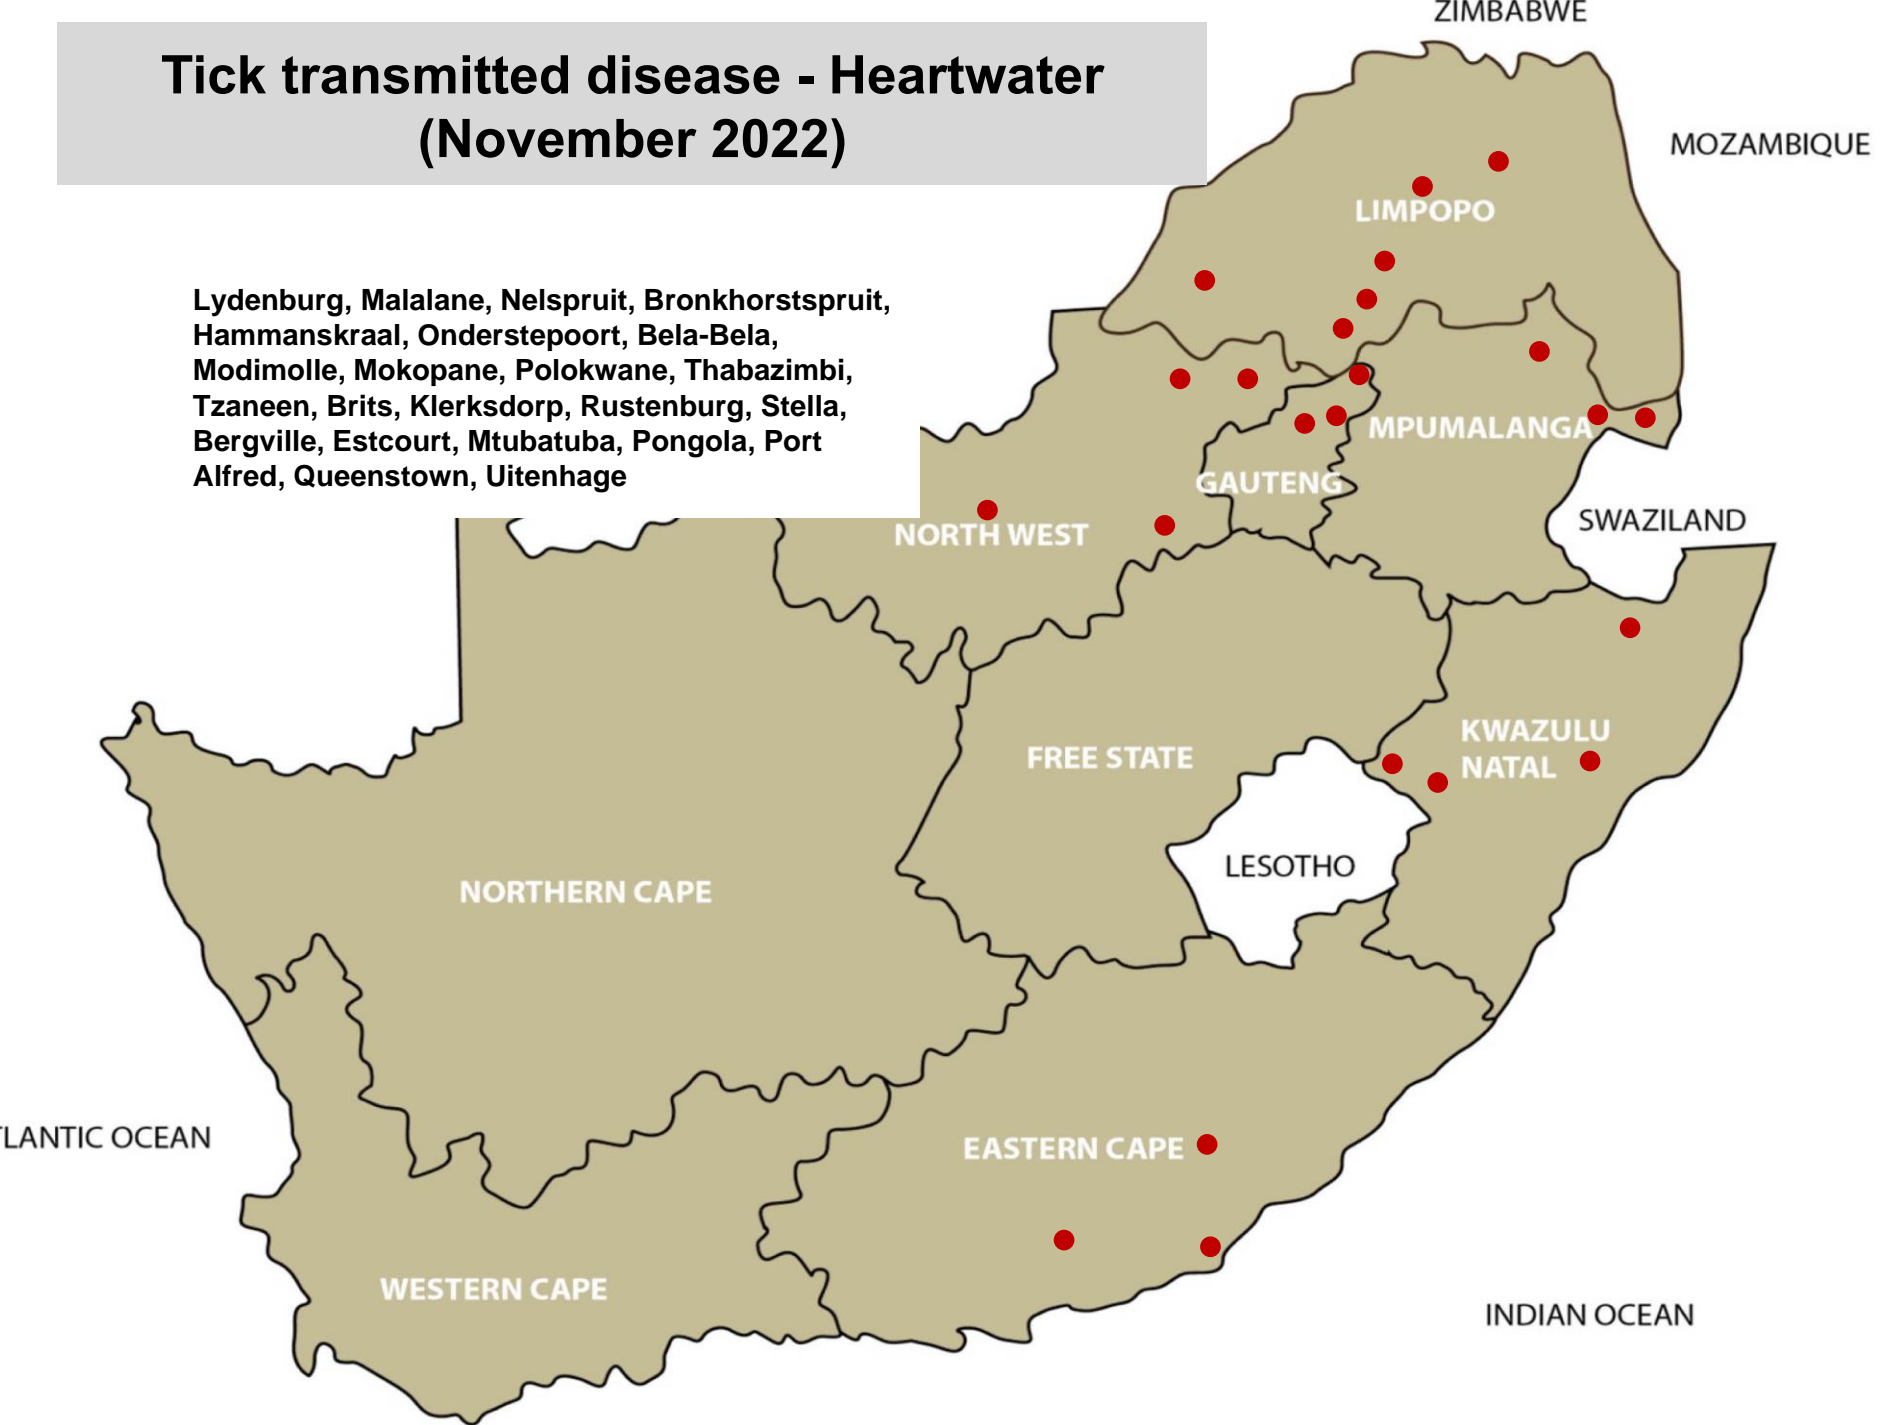 ZIMBABWE
Tick transmitted disease - Heartwater
(November 2022)
MOZAMBIQUE
LIMPOPO
Lydenburg, Malalane, Nelspruit, Bronkhorstspruit,
Hammanskraal, Onderstepoort, Bela-Bela,
Modimolle, Mokopane, Polokwane, Thabazimbi,
Tzaneen, Brits, Klerksdorp, Rustenburg, Stella,
Bergville, Estcourt, Mtubatuba, Pongola, Port
Alfred, Queenstown, Uitenhage
MPUMALANGA
GAUTENG
SWAZILAND
NORTH WEST
KWAZULU
NATAL
FREE STATE
LESOTHO
NORTHERN CAPE
TLANTIC OCEAN
EASTERN CAPE
WESTERN CAPE
INDIAN OCEAN